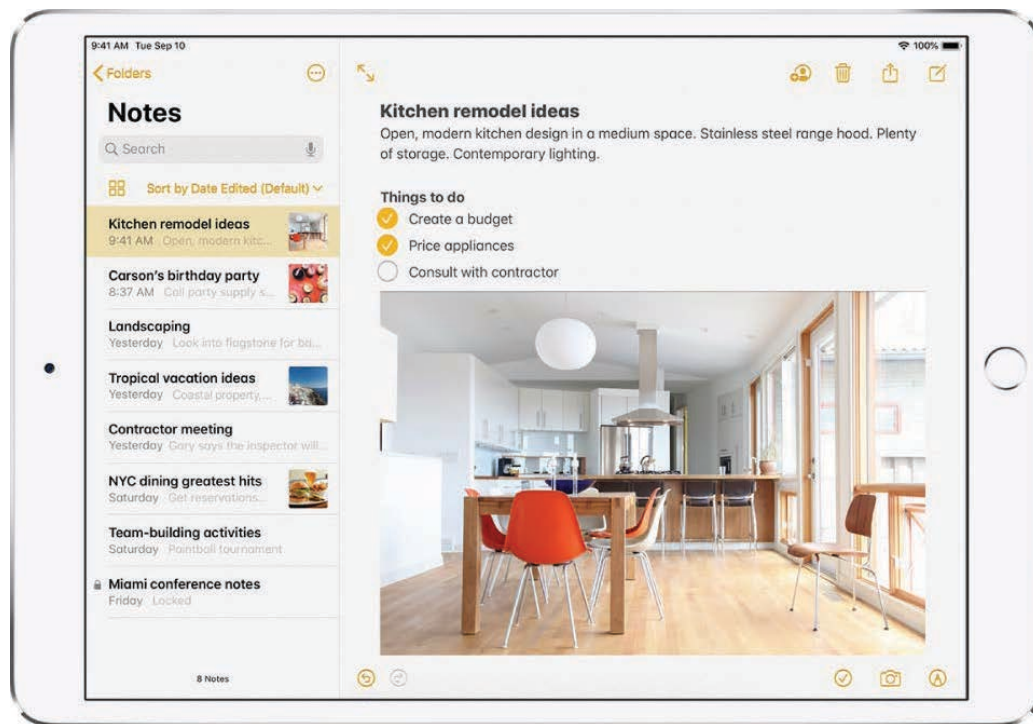 9:41 AM Tue Sep 10
100%
Folders
Notes
Search
Sort by Date Edited (Default)
Kitchen remodel ideas
9:41 AM Open, modern kitc...
Carson's birthday party
8:37 AM Call party supply s...
Landscaping
Yesterday Look into flagstone for ba...
Tropical vacation ideas
Yesterday Coastal property,...
Contractor meeting
Yesterday Gary says the inspector will...
NYC dining greatest hits
Saturday Get reservations...
Team-building activities
Saturday Paintball tournament
Miami conference notes
Friday Locked
8 Notes
Kitchen remodel ideas
Open, modern kitchen design in a medium space. Stainless steel range hood. Plenty
of storage. Contemporary lighting.
Things to do
Create a budget
Price appliances
Consult with contractor